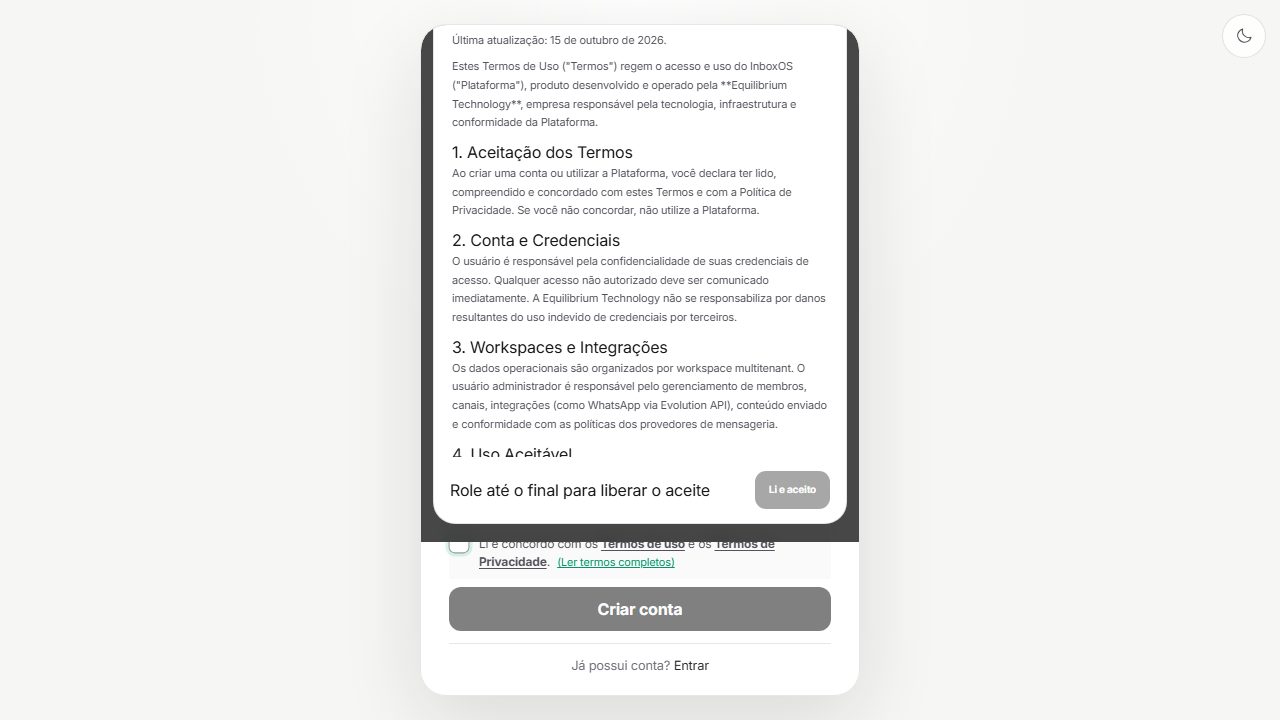 Última atualização: 15 de outubro de 2026.
Estes Termos de Uso ("Termos") regem o acesso e uso do InboxOS
("Plataforma"), produto desenvolvido e operado pela **Equilibrium
Technology**, empresa responsável pela tecnologia, infraestrutura e
conformidade da Plataforma.
1. Aceitação dos Termos
Ao criar uma conta ou utilizar a Plataforma, você declara ter lido,
compreendido e concordado com estes Termos e com a Política de
Privacidade. Se você não concordar, não utilize a Plataforma.
2. Conta e Credenciais
O usuário é responsável pela confidencialidade de suas credenciais de
acesso. Qualquer acesso não autorizado deve ser comunicado
imediatamente. A Equilibrium Technology não se responsabiliza por danos
resultantes do uso indevido de credenciais por terceiros.
3. Workspaces e Integrações
Os dados operacionais são organizados por workspace multitenant. O
usuário administrador é responsável pelo gerenciamento de membros,
canais, integrações (como WhatsApp via Evolution API), conteúdo enviado
e conformidade com as políticas dos provedores de mensageria.
4. Uso Aceitável
Role até o final para liberar o aceite
Li e aceito
Li e concordo com os Termos de uso e os Termos de
Privacidade. (Ler termos completos)
Criar conta
Já possui conta? Entrar